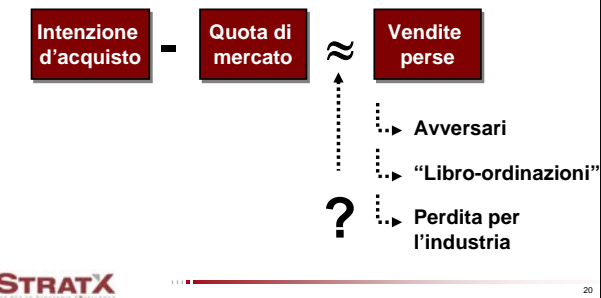 Intenzione
d'acquisto
-
Quota di
mercato
≈
Vendite
perse
Avversari
“Libro-ordinazioni”
?
Perdita per
l'industria
STRATX
20